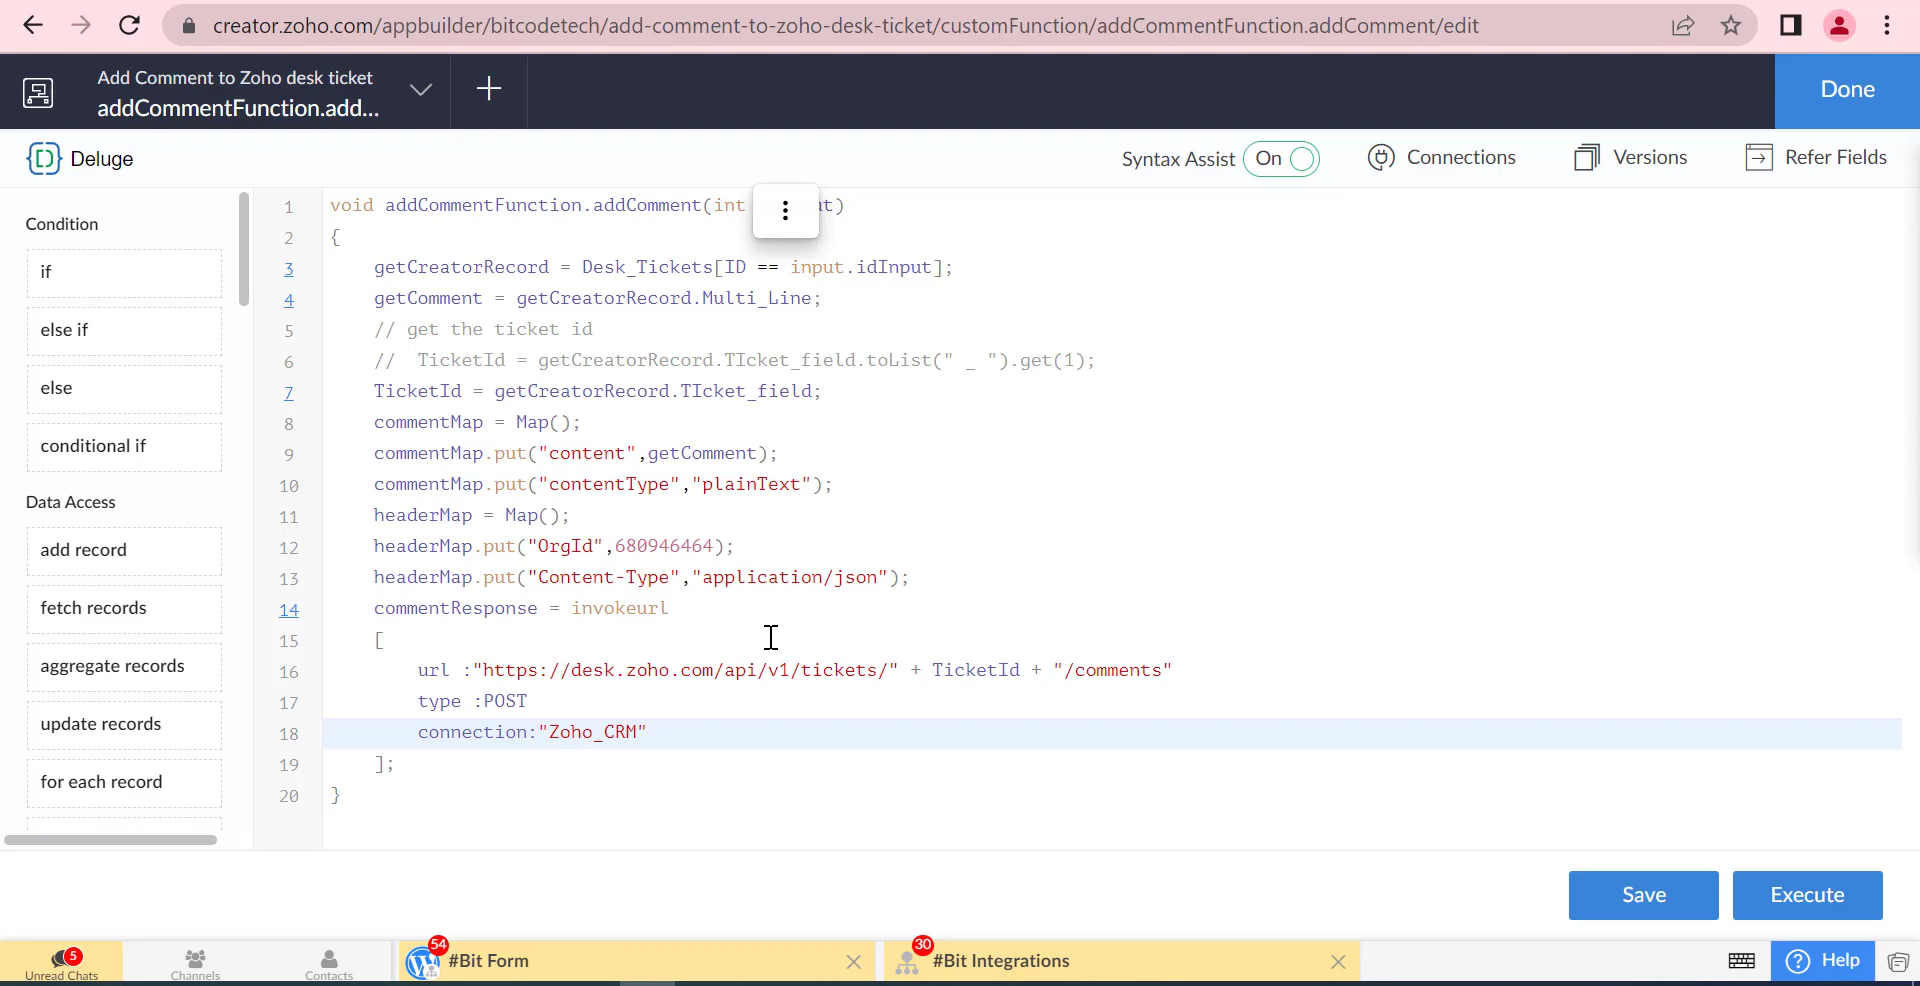 creator.zoho.com/appbuilder/bitcodetech/add-comment-to-zoho-desk-ticket/customFunction/addCommentFunction.addComment/edit
Add Comment to Zoho desk ticket
addCommentFunction.add...
Done
Deluge
Syntax Assist On Connections Versions Refer Fields
Condition
if
else if
else
conditional if
Data Access
add record
fetch records
aggregate records
update records
for each record
1 void addCommentFunction.addComment(int ut)
2 {
3 getCreatorRecord = Desk_Tickets[ID == input.idInput];
4 getComment = getCreatorRecord.Multi_Line;
5 // get the ticket id
6 // TicketId = getCreatorRecord.TIcket_field.toList(" _ ").get(1);
7 TicketId = getCreatorRecord.TIcket_field;
8 commentMap = Map();
9 commentMap.put("content",getComment);
10 commentMap.put("contentType","plainText");
11 headerMap = Map();
12 headerMap.put("OrgId",680946464);
13 headerMap.put("Content-Type","application/json");
14 commentResponse = invokeurl
15 [
16 url :"https://desk.zoho.com/api/v1/tickets/" + TicketId + "/comments"
17 type :POST
18 connection:"Zoho_CRM"
19 ];
20 }
Save Execute
5
Unread Chats
Channels
Contacts
54
#Bit Form
30
#Bit Integrations
Help